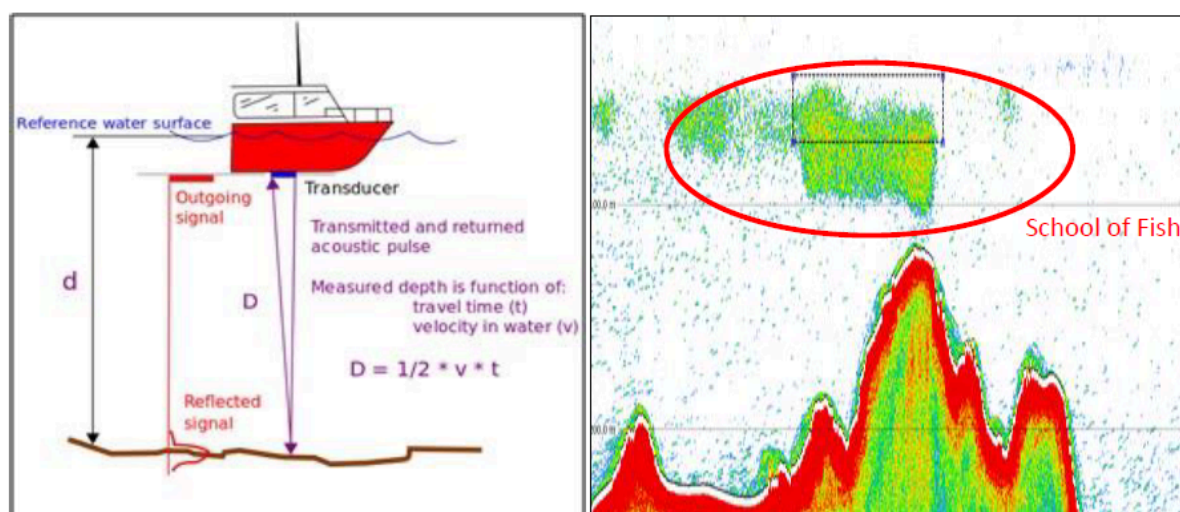 Reference water surface
Outgoing
signal
Transducer
Transmitted and returned
acoustic pulse
d
D
Measured depth is function of:
travel time (t)
velocity in water (v)
D = 1/2 * v * t
Reflected
signal
School of Fish